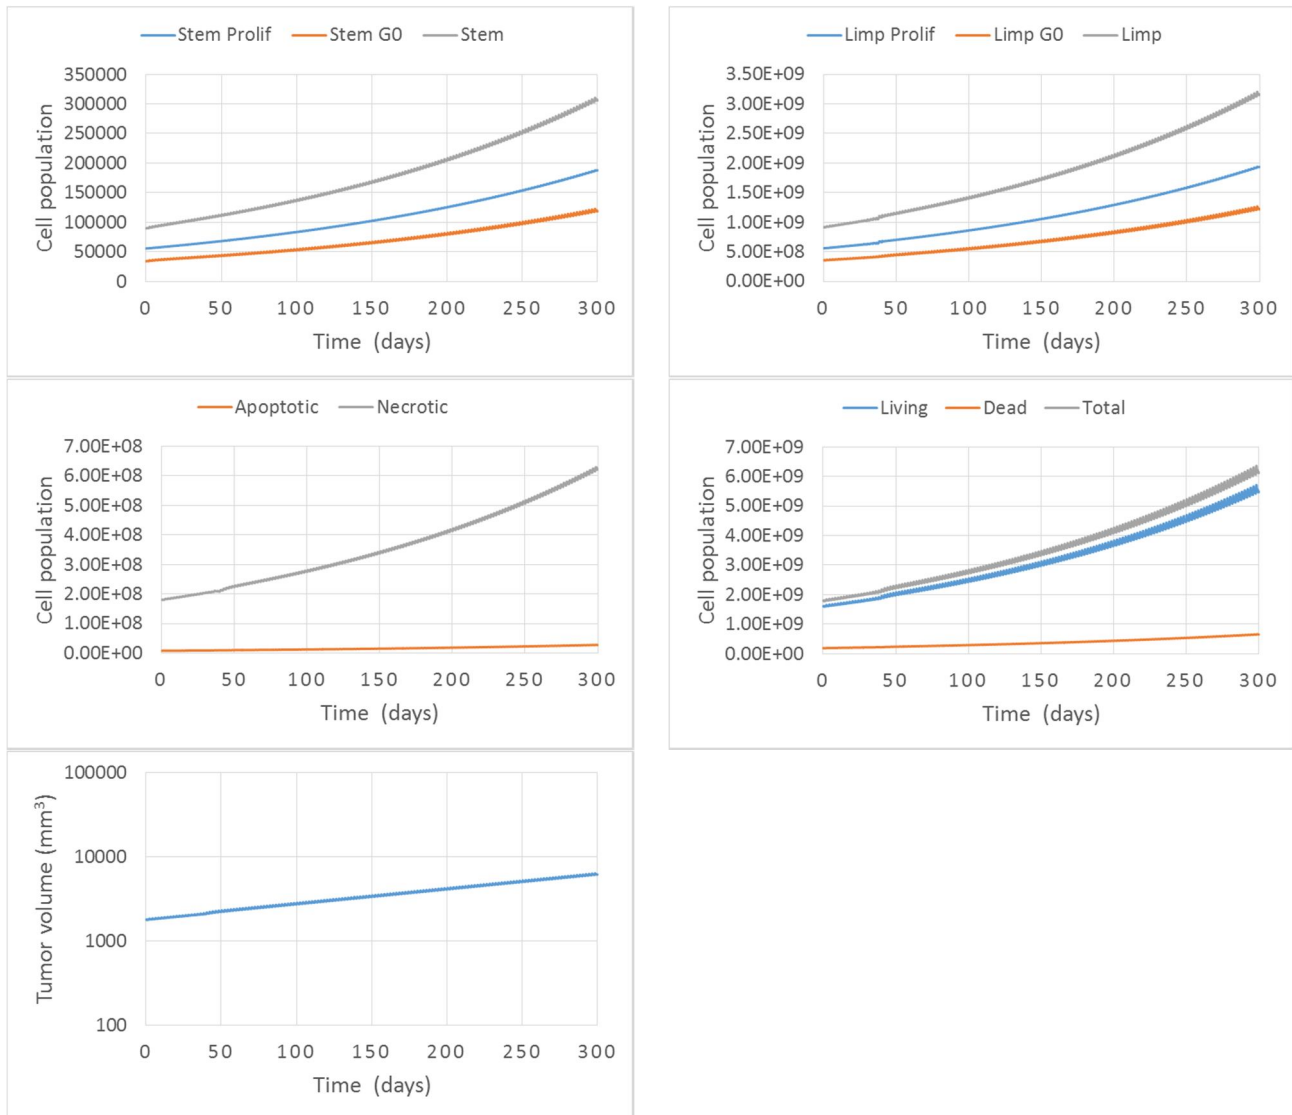 Stem Prolif Stem G0 Stem
350000
300000
250000
200000
150000
100000
50000
0
Cell population
0 50 100 150 200 250 300
Time (days)
Limp Prolif Limp G0 Limp
3.50E+09
3.00E+09
2.50E+09
2.00E+09
1.50E+09
1.00E+09
5.00E+08
0.00E+00
Cell population
0 50 100 150 200 250 300
Time (days)
Apoptotic Necrotic
7.00E+08
6.00E+08
5.00E+08
4.00E+08
3.00E+08
2.00E+08
1.00E+08
0.00E+00
Cell population
0 50 100 150 200 250 300
Time (days)
Living Dead Total
7.00E+09
6.00E+09
5.00E+09
4.00E+09
3.00E+09
2.00E+09
1.00E+09
0.00E+00
Cell population
0 50 100 150 200 250 300
Time (days)
100000
10000
1000
100
Tumor volume (mm³)
0 50 100 150 200 250 300
Time (days)